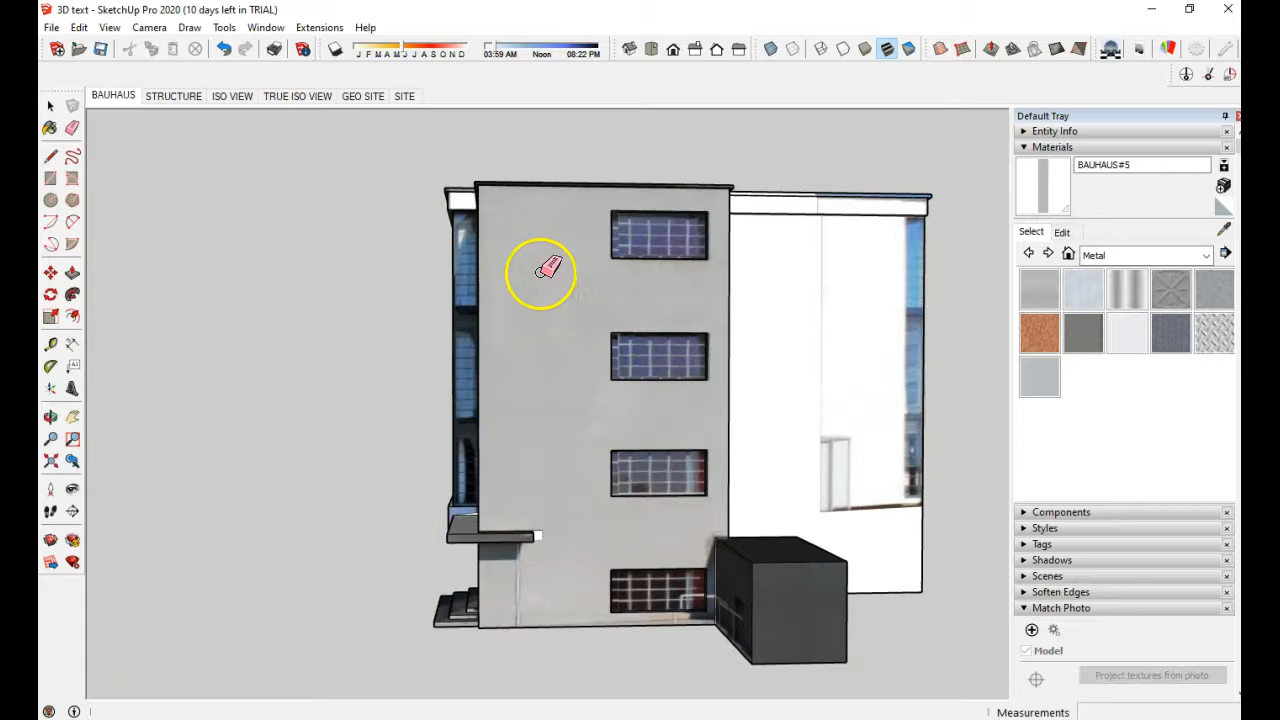 3D text - SketchUp Pro 2020 (10 days left in TRIAL)
File Edit View Camera Draw Tools Window Extensions Help
J F M A M J J A S O N D 03:59 AM Noon 08:22 PM
BAUHAUS STRUCTURE ISO VIEW TRUE ISO VIEW GEO SITE SITE
Default Tray
Entity Info
Materials
BAUHAUS#5
Select Edit
Metal
Components
Styles
Tags
Shadows
Scenes
Soften Edges
Match Photo
Model
Project textures from photo
Measurements